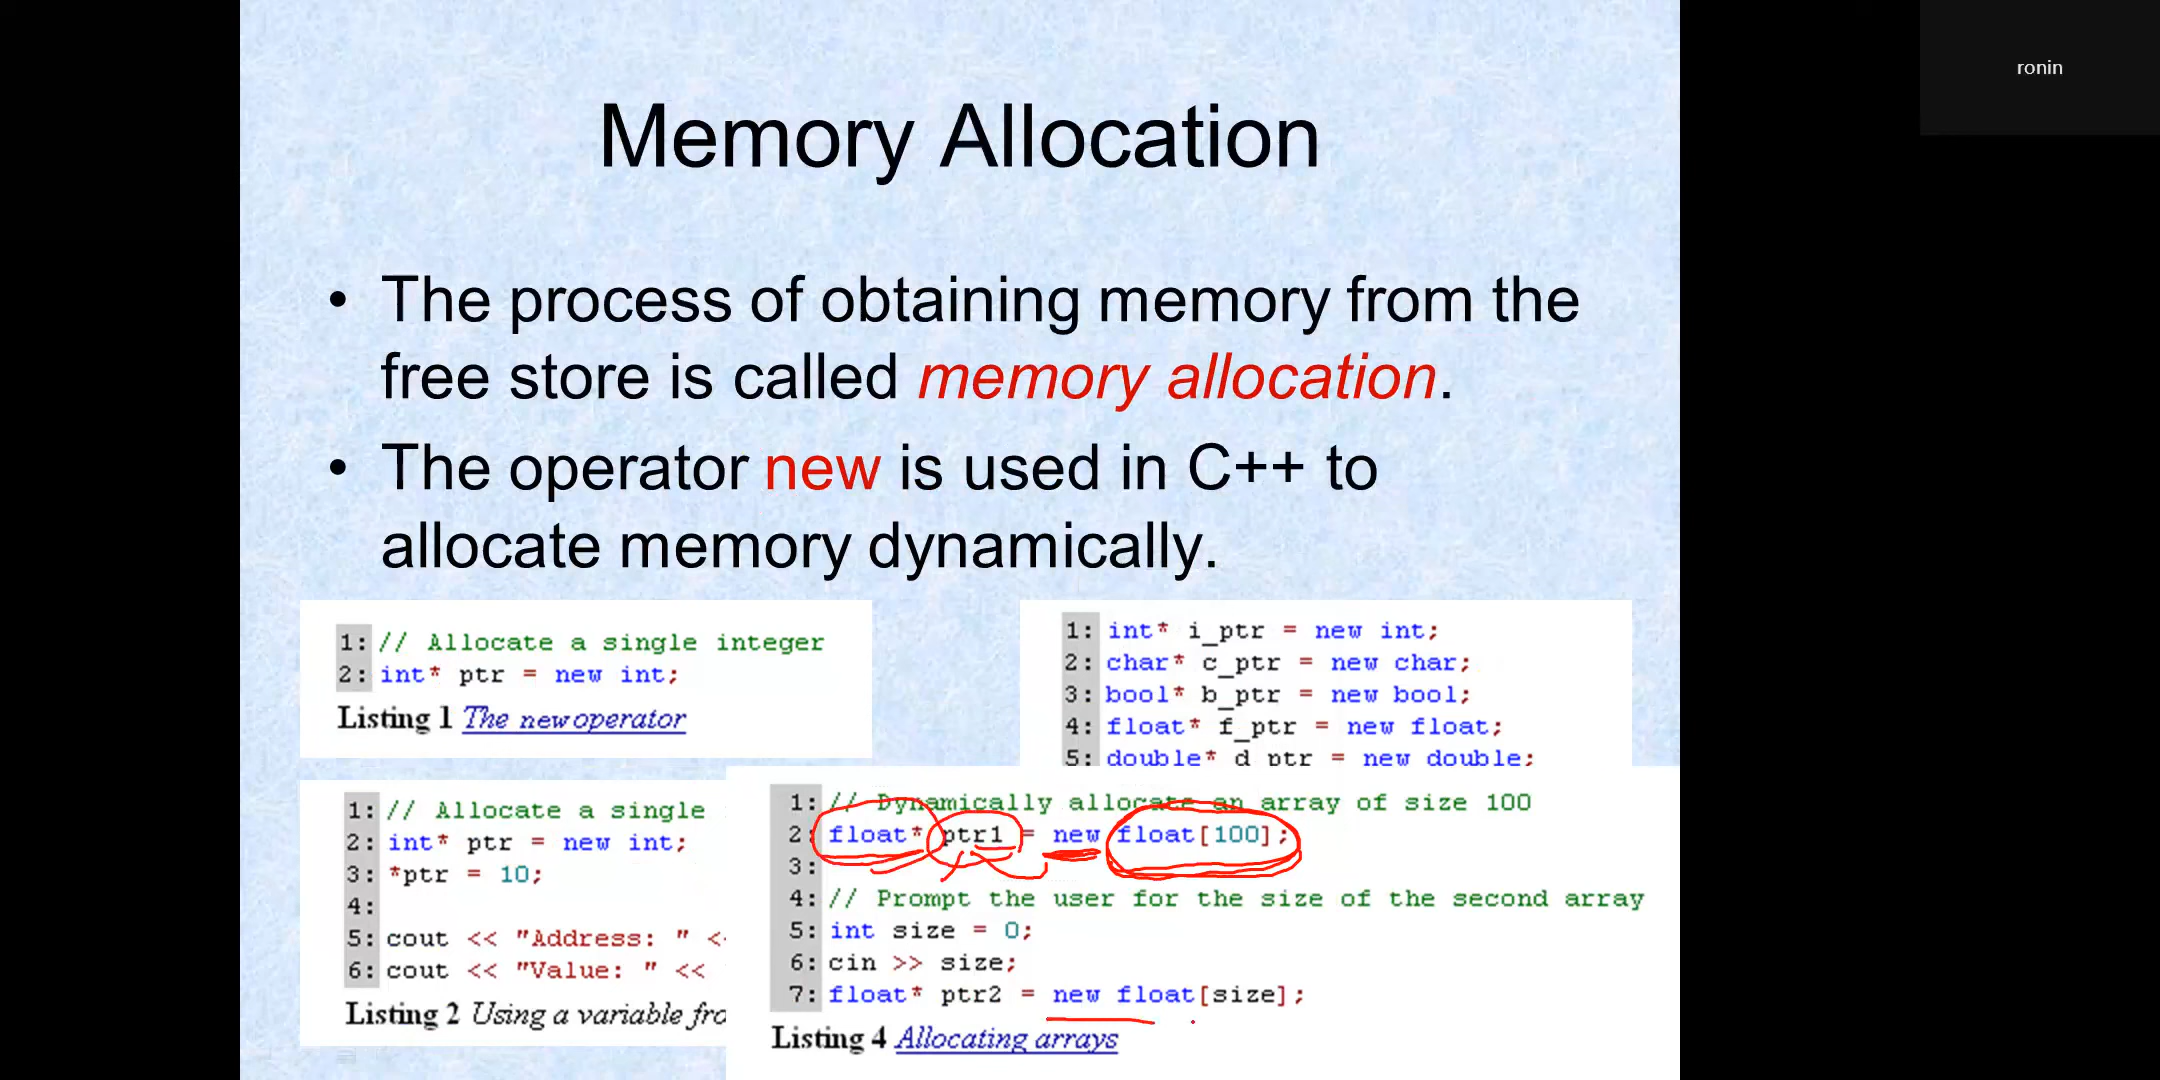 ronin
Memory Allocation
• The process of obtaining memory from the
free store is called memory allocation.
• The operator new is used in C++ to
allocate memory dynamically.
1: // Allocate a single integer
2: int* ptr = new int;
Listing 1 The new operator
1: int* i_ptr = new int;
2: char* c_ptr = new char;
3: bool* b_ptr = new bool;
4: float* f_ptr = new float;
5: double* d_ptr = new double;
1: // Allocate a single
2: int* ptr = new int;
3: *ptr = 10;
4:
5: cout << "Address: " <
6: cout << "Value: " <<
Listing 2 Using a variable fro
1: // Dynamically allocate an array of size 100
2: float* ptr1 = new float[100];
3:
4: // Prompt the user for the size of the second array
5: int size = 0;
6: cin >> size;
7: float* ptr2 = new float[size];
Listing 4 Allocating arrays